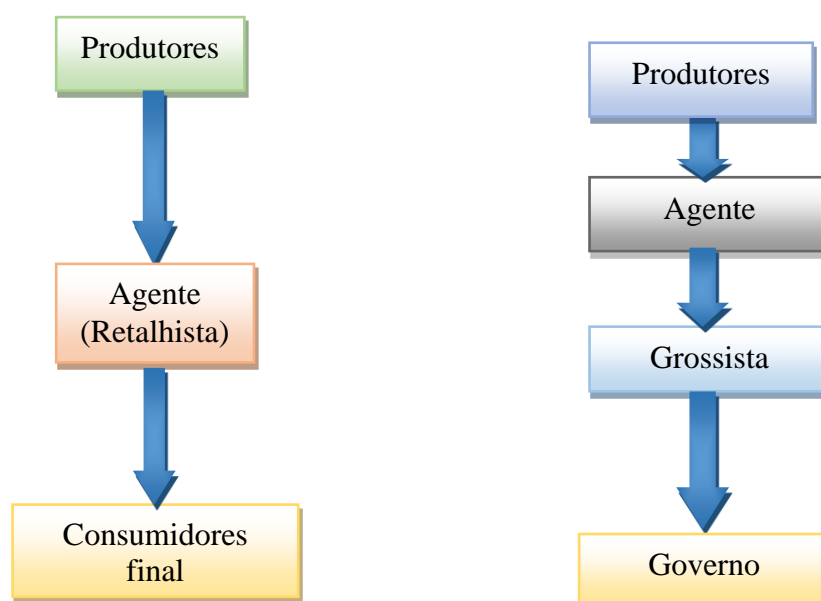 Produtores
Agente
(Retalhista)
Consumidores
final
Produtores
Agente
Grossista
Governo